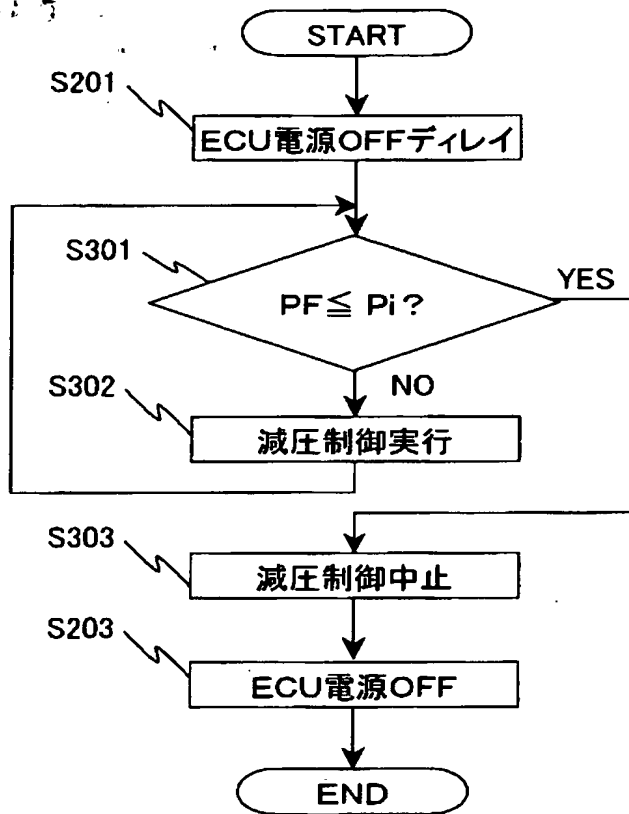 START
S201
ECU電源OFFディレイ
S301
PF≦ Pi?
YES
NO
S302
減圧制御実行
S303
減圧制御中止
S203
ECU電源OFF
END